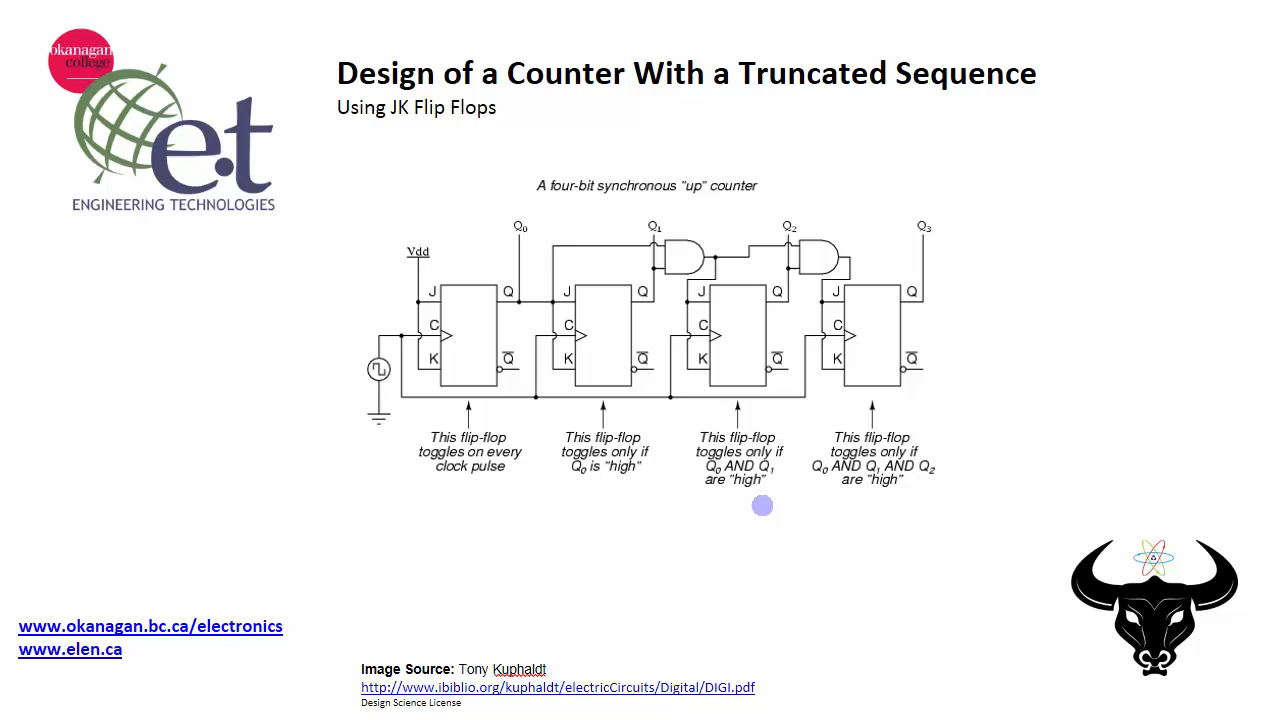 okanagan
college
e·t
ENGINEERING TECHNOLOGIES
Design of a Counter With a Truncated Sequence
Using JK Flip Flops
A four-bit synchronous "up" counter
Q0 Q1 Q2 Q3
Vdd
J Q J Q J Q J Q
C C C C
K Q̅ K Q̅ K Q̅ K Q̅
This flip-flop
toggles on every
clock pulse
This flip-flop
toggles only if
Q0 is "high"
This flip-flop
toggles only if
Q0 AND Q1
are "high"
This flip-flop
toggles only if
Q0 AND Q1 AND Q2
are "high"
www.okanagan.bc.ca/electronics
www.elen.ca
Image Source: Tony Kuphaldt
http://www.ibiblio.org/kuphaldt/electricCircuits/Digital/DIGI.pdf
Design Science License